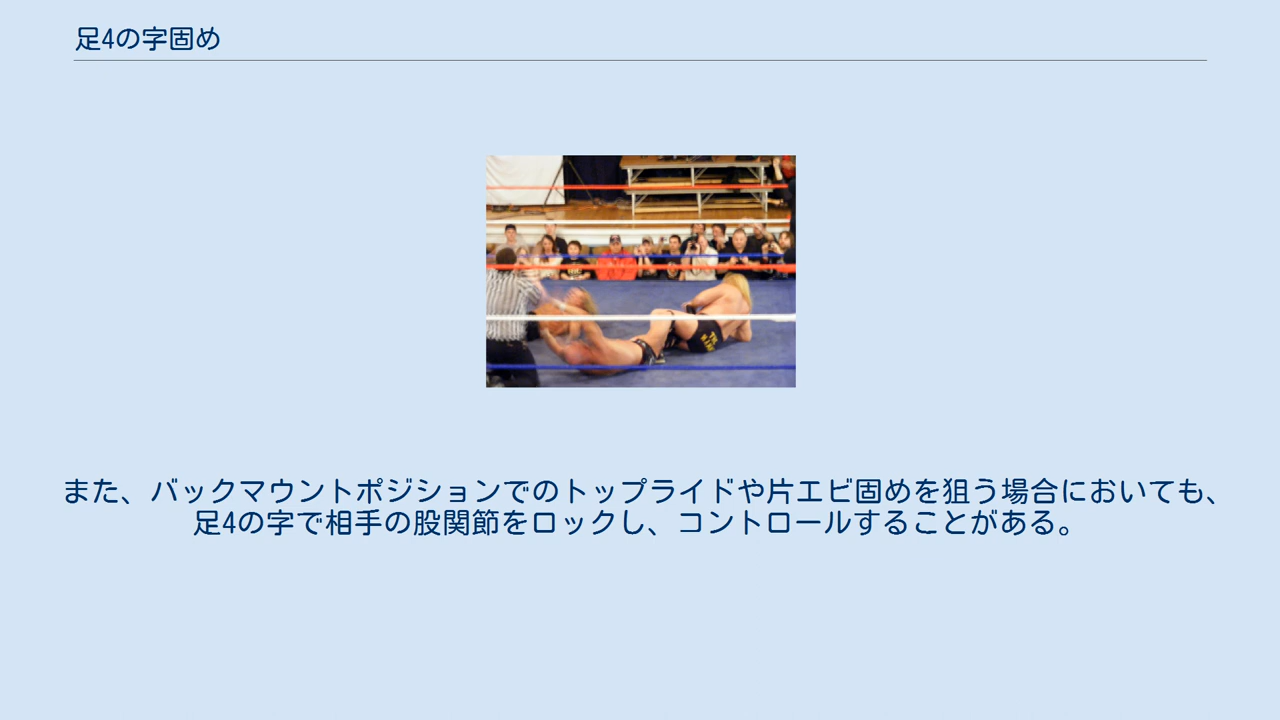 足4の字固め
また、バックマウントポジションでのトップライドや片エビ固めを狙う場合においても、
足4の字で相手の股関節をロックし、コントロールすることがある。